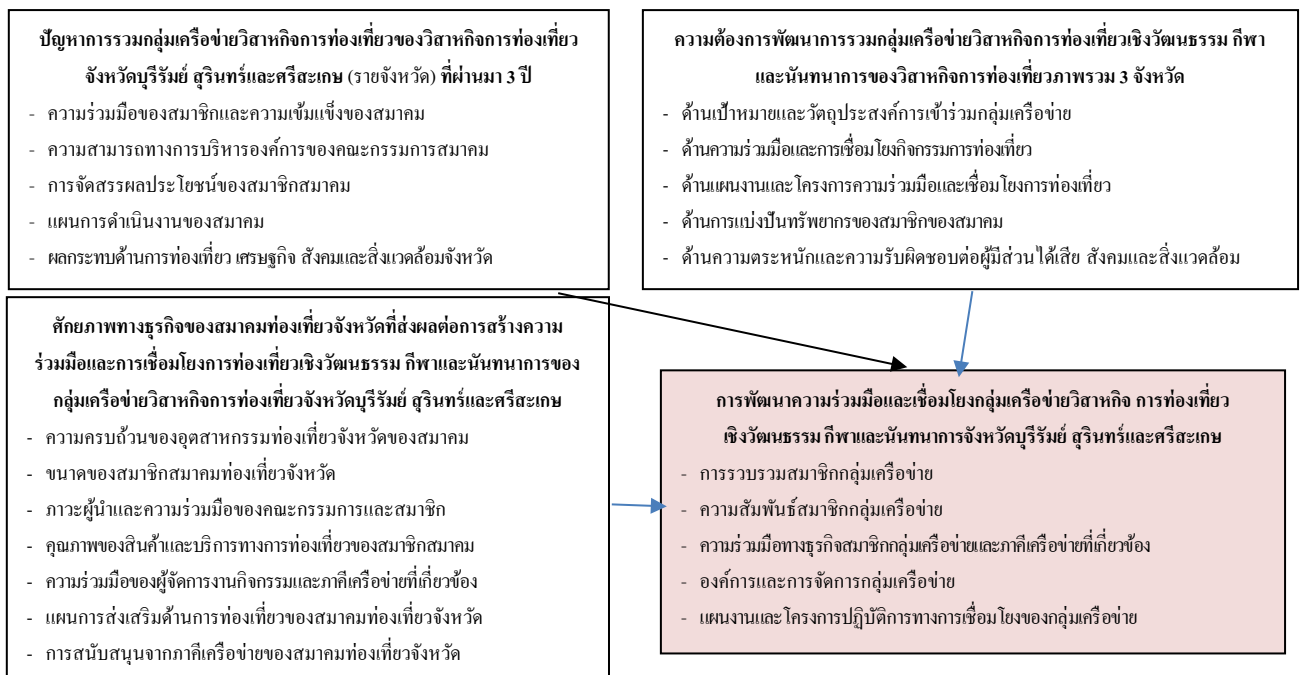 ปัญหาการรวมกลุ่มเครือข่ายวิสาหกิจการท่องเที่ยวของวิสาหกิจการท่องเที่ยว
จังหวัดบุรีรัมย์ สุรินทร์และศรีสะเกษ (รายจังหวัด) ที่ผ่านมา 3 ปี
- ความร่วมมือของสมาชิกและความเข้มแข็งของสมาคม
- ความสามารถทางการบริหารองค์การของคณะกรรมการสมาคม
- การจัดสรรผลประโยชน์ของสมาชิกสมาคม
- แผนการดำเนินงานของสมาคม
- ผลกระทบด้านการท่องเที่ยว เศรษฐกิจ สังคมและสิ่งแวดล้อมจังหวัด
ความต้องการพัฒนาการรวมกลุ่มเครือข่ายวิสาหกิจการท่องเที่ยวเชิงวัฒนธรรม กีฬา
และนันทนาการของวิสาหกิจการท่องเที่ยวภาพรวม 3 จังหวัด
- ด้านเป้าหมายและวัตถุประสงค์การเข้าร่วมกลุ่มเครือข่าย
- ด้านความร่วมมือและการเชื่อมโยงกิจกรรมการท่องเที่ยว
- ด้านแผนงานและโครงการความร่วมมือและเชื่อมโยงการท่องเที่ยว
- ด้านการแบ่งปันทรัพยากรของสมาชิกของสมาคม
- ด้านความตระหนักและความรับผิดชอบต่อผู้มีส่วนได้เสีย สังคมและสิ่งแวดล้อม
ศักยภาพทางธุรกิจของสมาคมท่องเที่ยวจังหวัดที่ส่งผลต่อการสร้างความ
ร่วมมือและการเชื่อมโยงการท่องเที่ยวเชิงวัฒนธรรม กีฬาและนันทนาการของ
กลุ่มเครือข่ายวิสาหกิจการท่องเที่ยวจังหวัดบุรีรัมย์ สุรินทร์และศรีสะเกษ
- ความครบถ้วนของอุตสาหกรรมท่องเที่ยวจังหวัดของสมาคม
- ขนาดของสมาชิกสมาคมท่องเที่ยวจังหวัด
- ภาวะผู้นำและความร่วมมือของคณะกรรมการและสมาชิก
- คุณภาพของสินค้าและบริการทางการท่องเที่ยวของสมาชิกสมาคม
- ความร่วมมือของผู้จัดการงานกิจกรรมและภาคีเครือข่ายที่เกี่ยวข้อง
- แผนการส่งเสริมด้านการท่องเที่ยวของสมาคมท่องเที่ยวจังหวัด
- การสนับสนุนจากภาคีเครือข่ายของสมาคมท่องเที่ยวจังหวัด
การพัฒนาความร่วมมือและเชื่อมโยงกลุ่มเครือข่ายวิสาหกิจ การท่องเที่ยว
เชิงวัฒนธรรม กีฬาและนันทนาการจังหวัดบุรีรัมย์ สุรินทร์และศรีสะเกษ
- การรวบรวมสมาชิกกลุ่มเครือข่าย
- ความสัมพันธ์สมาชิกกลุ่มเครือข่าย
- ความร่วมมือทางธุรกิจสมาชิกกลุ่มเครือข่ายและภาคีเครือข่ายที่เกี่ยวข้อง
- องค์การและการจัดการกลุ่มเครือข่าย
- แผนงานและโครงการปฏิบัติการทางการเชื่อมโยงของกลุ่มเครือข่าย